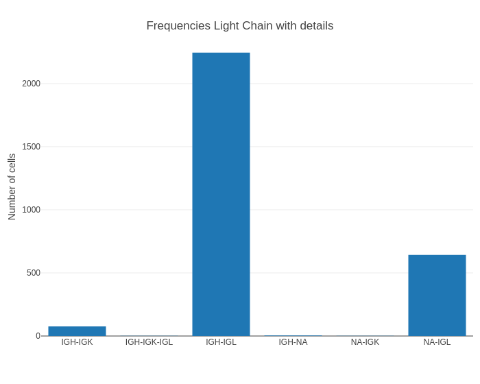 Frequencies Light Chain with details
Number of cells
2000
1500
1000
500
0
IGH-IGK IGH-IGK-IGL IGH-IGL IGH-NA NA-IGK NA-IGL